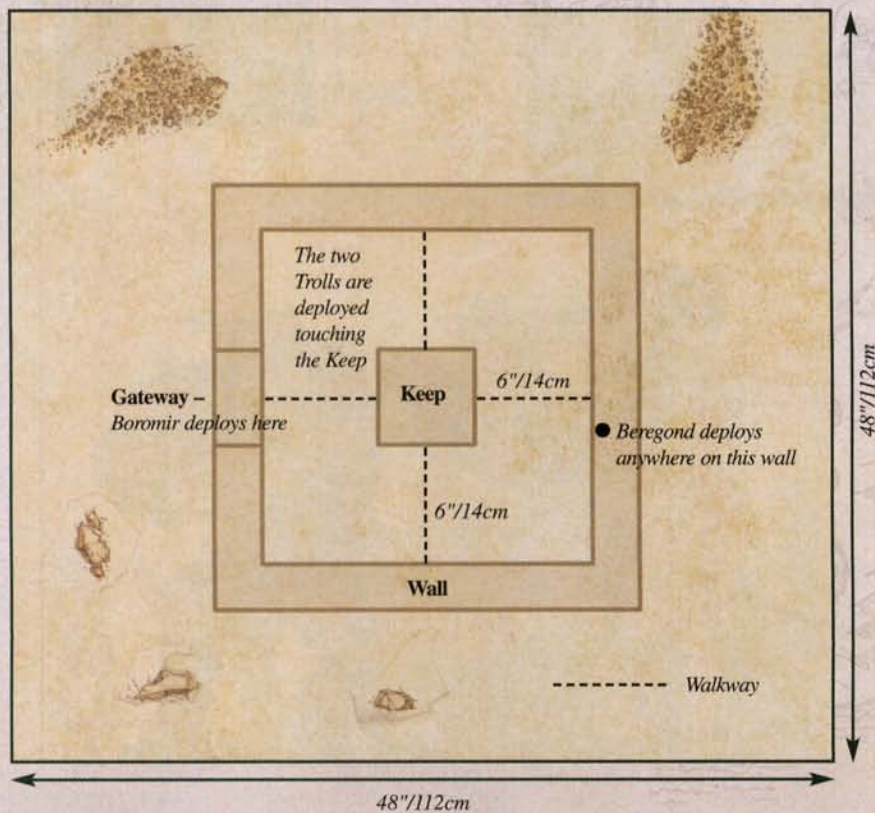 The two
Trolls are
deployed
touching
the Keep
Gateway –
Boromir deploys here
Keep
6"/14cm
Beregond deploys
anywhere on this wall
6"/14cm
Wall
Walkway
48"/112cm
48"/112cm